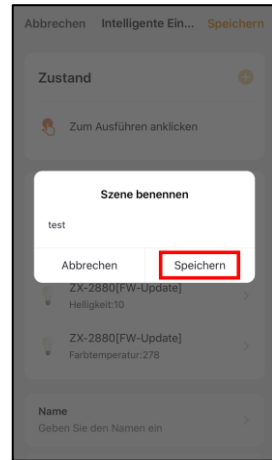 Abbrechen Intelligente Ein... Speichern
Zustand
Zum Ausführen anklicken
Szene benennen
test
Abbrechen Speichern
ZX-2880[FW-Update]
Helligkeit:10
ZX-2880[FW-Update]
Farbtemperatur:278
Name
Geben Sie den Namen ein